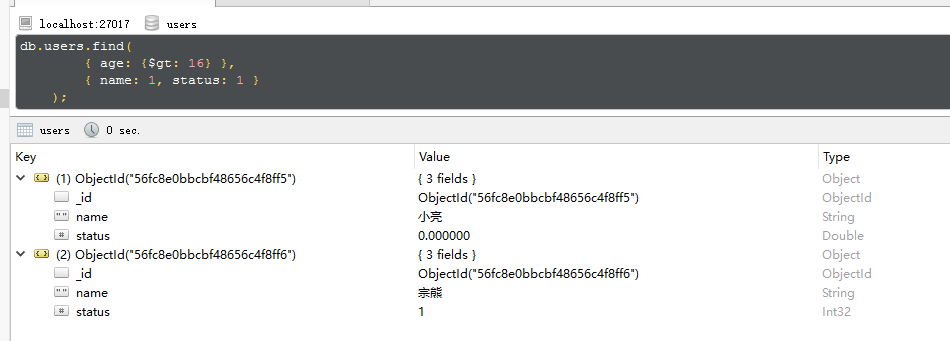 localhost:27017 users
db.users.find(
{ age: {$gt: 16} },
{ name: 1, status: 1 }
);
users 0 sec.
Key Value Type
(1) ObjectId("56fc8e0bbcbf48656c4f8ff5") { 3 fields } Object
_id ObjectId("56fc8e0bbcbf48656c4f8ff5") ObjectId
" " name 小亮 String
# status 0.000000 Double
(2) ObjectId("56fc8e0bbcbf48656c4f8ff6") { 3 fields } Object
_id ObjectId("56fc8e0bbcbf48656c4f8ff6") ObjectId
" " name 宗熊 String
# status 1 Int32